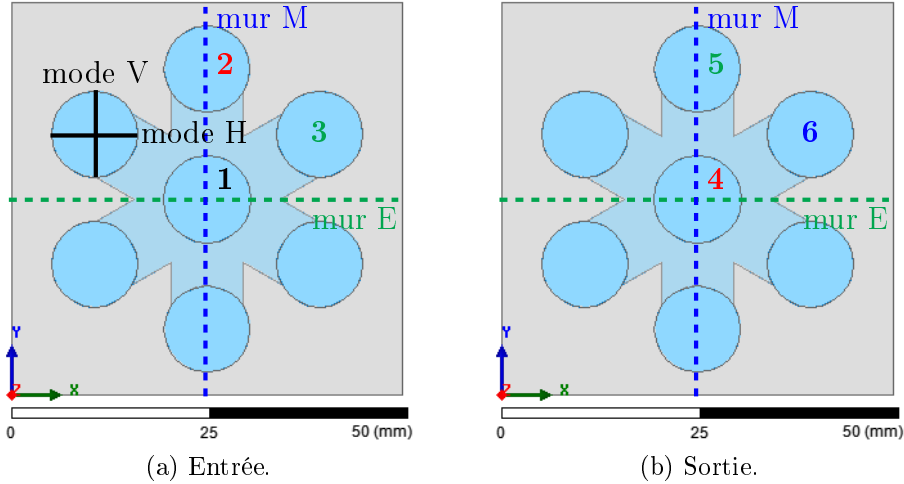 mur M
2
mode V
mode H
3
1
mur E
Y
Z
X
0
25
50 (mm)
(a) Entrée.
mur M
5
6
4
mur E
Y
Z
X
0
25
50 (mm)
(b) Sortie.